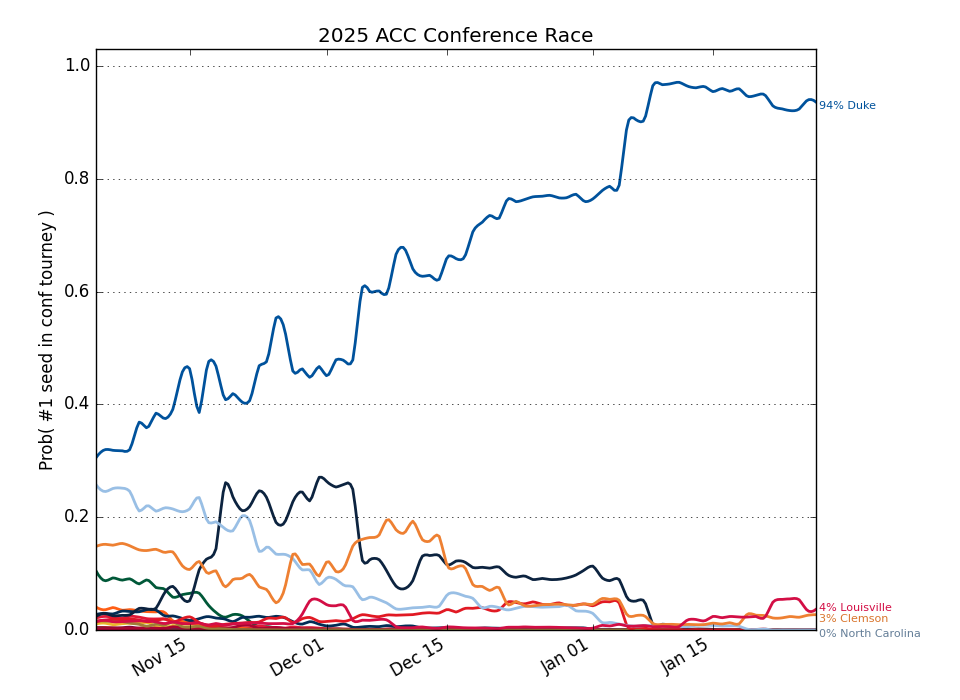 2025 ACC Conference Race
Prob( #1 seed in conf tourney )
1.0
0.8
0.6
0.4
0.2
0.0
94% Duke
4% Louisville
3% Clemson
0% North Carolina
Nov 15
Dec 01
Dec 15
Jan 01
Jan 15